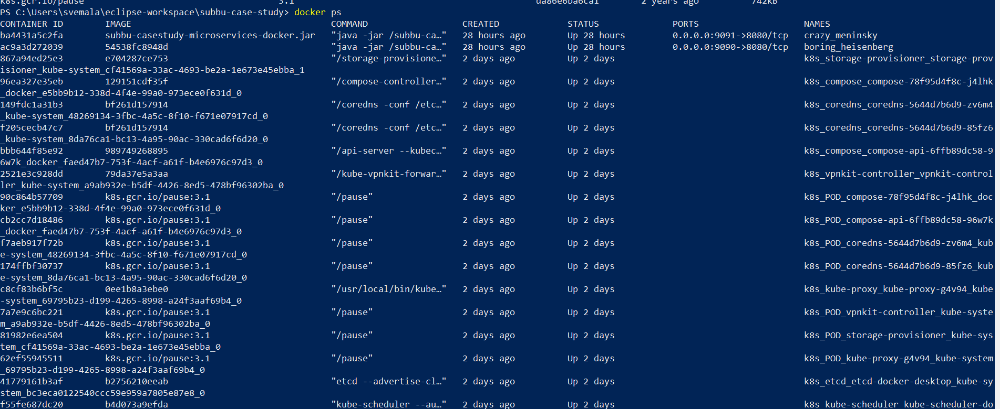 k8s.gcr.io/pause 3.1 da86e6ba6ca1 2 years ago 742kB
PS C:\Users\svemala\eclipse-workspace\subbu-case-study> docker ps
CONTAINER ID IMAGE COMMAND CREATED STATUS PORTS NAMES
ba4431a5c2fa subbu-casestudy-microservices-docker.jar "java -jar /subbu-ca…" 28 hours ago Up 28 hours 0.0.0.0:9091->8080/tcp crazy_meninsky
ac9a3d272039 54538fc8948d "java -jar /subbu-ca…" 28 hours ago Up 28 hours 0.0.0.0:9090->8080/tcp boring_heisenberg
867a94ed25e3 e704287ce753 "/storage-provisione…" 2 days ago Up 2 days k8s_storage-provisioner_storage-prov
isioner_kube-system_cf41569a-33ac-4693-be2a-1e673e45ebba_1
96ea327e35eb 129151cdf35f "/compose-controller…" 2 days ago Up 2 days k8s_compose_compose-78f95d4f8c-j4lhk
_docker_e5bb9b12-338d-4f4e-99a0-973ece0f631d_0
149fdc1a31b3 bf261d157914 "/coredns -conf /etc…" 2 days ago Up 2 days k8s_coredns_coredns-5644d7b6d9-zv6m4
_kube-system_48269134-3fbc-4a5c-8f10-f671e07917cd_0
f205cecb47c7 bf261d157914 "/coredns -conf /etc…" 2 days ago Up 2 days k8s_coredns_coredns-5644d7b6d9-85fz6
_kube-system_8da76ca1-bc13-4a95-90ac-330cad6f6d20_0
bbb644f85e92 989749268895 "/api-server --kubec…" 2 days ago Up 2 days k8s_compose_compose-api-6ffb89dc58-9
6w7k_docker_faed47b7-753f-4acf-a61f-b4e6976c97d3_0
2521e3c928dd 79da37e5a3aa "/kube-vpnkit-forwar…" 2 days ago Up 2 days k8s_vpnkit-controller_vpnkit-control
ler_kube-system_a9ab932e-b5df-4426-8ed5-478bf96302ba_0
90c864b57709 k8s.gcr.io/pause:3.1 "/pause" 2 days ago Up 2 days k8s_POD_compose-78f95d4f8c-j4lhk_doc
ker_e5bb9b12-338d-4f4e-99a0-973ece0f631d_0
cb2cc7d18486 k8s.gcr.io/pause:3.1 "/pause" 2 days ago Up 2 days k8s_POD_compose-api-6ffb89dc58-96w7k
_docker_faed47b7-753f-4acf-a61f-b4e6976c97d3_0
f7aeb917f72b k8s.gcr.io/pause:3.1 "/pause" 2 days ago Up 2 days k8s_POD_coredns-5644d7b6d9-zv6m4_kub
e-system_48269134-3fbc-4a5c-8f10-f671e07917cd_0
174ffbf30737 k8s.gcr.io/pause:3.1 "/pause" 2 days ago Up 2 days k8s_POD_coredns-5644d7b6d9-85fz6_kub
e-system_8da76ca1-bc13-4a95-90ac-330cad6f6d20_0
c8cf83b6bf5c 0ee1b8a3ebe0 "/usr/local/bin/kube…" 2 days ago Up 2 days k8s_kube-proxy_kube-proxy-g4v94_kube
-system_69795b23-d199-4265-8998-a24f3aaf69b4_0
7a7e9c6bc221 k8s.gcr.io/pause:3.1 "/pause" 2 days ago Up 2 days k8s_POD_vpnkit-controller_kube-syste
m_a9ab932e-b5df-4426-8ed5-478bf96302ba_0
81982e6ea504 k8s.gcr.io/pause:3.1 "/pause" 2 days ago Up 2 days k8s_POD_storage-provisioner_kube-sys
tem_cf41569a-33ac-4693-be2a-1e673e45ebba_0
62ef55945511 k8s.gcr.io/pause:3.1 "/pause" 2 days ago Up 2 days k8s_POD_kube-proxy-g4v94_kube-system
_69795b23-d199-4265-8998-a24f3aaf69b4_0
41779161b3af b2756210eeab "etcd --advertise-cl…" 2 days ago Up 2 days k8s_etcd_etcd-docker-desktop_kube-sy
stem_bc3eca0122540ccc59e959a7805e87e8_0
f55fe687dc20 b4d073a9efda "kube-scheduler --au…" 2 days ago Up 2 days k8s_kube-scheduler_kube-scheduler-do